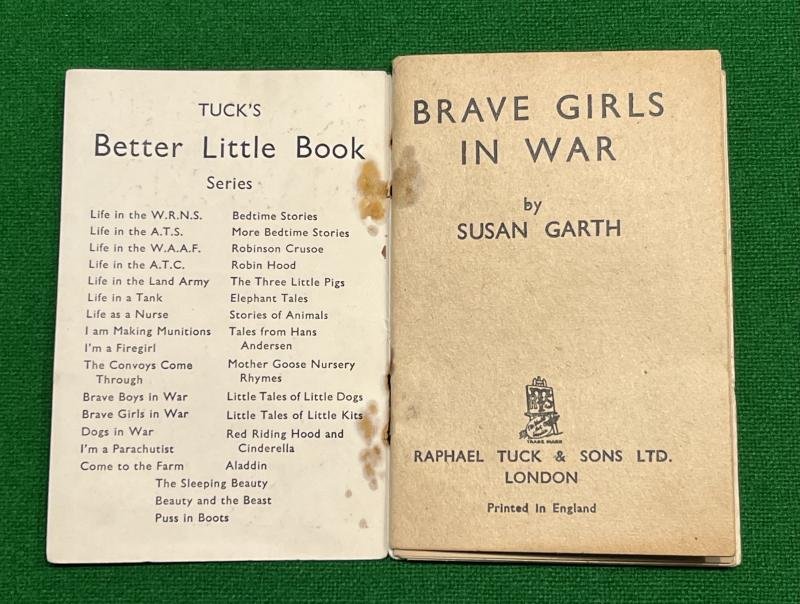 TUCK'S
Better Little Book
Series
Life in the W.R.N.S.
Life in the A.T.S.
Life in the W.A.A.F.
Life in the A.T.C.
Life in the Land Army
Life in a Tank
Life as a Nurse
I am Making Munitions
I'm a Firegirl
The Convoys Come
Through
Brave Boys in War
Brave Girls in War
Dogs in War
I'm a Parachutist
Come to the Farm
Bedtime Stories
More Bedtime Stories
Robinson Crusoe
Robin Hood
The Three Little Pigs
Elephant Tales
Stories of Animals
Tales from Hans
Andersen
Mother Goose Nursery
Rhymes
Little Tales of Little Dogs
Little Tales of Little Kits
Red Riding Hood and
Cinderella
Aladdin
The Sleeping Beauty
Beauty and the Beast
Puss in Boots
BRAVE GIRLS
IN WAR
by
SUSAN GARTH
TRADE MARK
RAPHAEL TUCK & SONS LTD.
LONDON
Printed in England